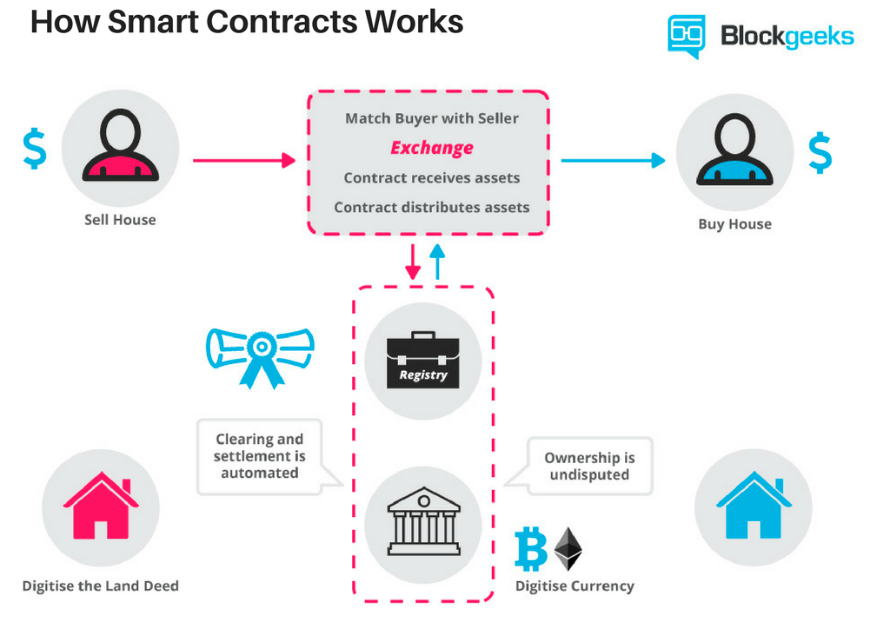 How Smart Contracts Works
Blockgeeks
Match Buyer with Seller
Exchange
Contract receives assets
Contract distributes assets
$
Sell House
$
Buy House
Registry
Clearing and
settlement is
automated
Ownership is
undisputed
Digitise the Land Deed
Digitise Currency